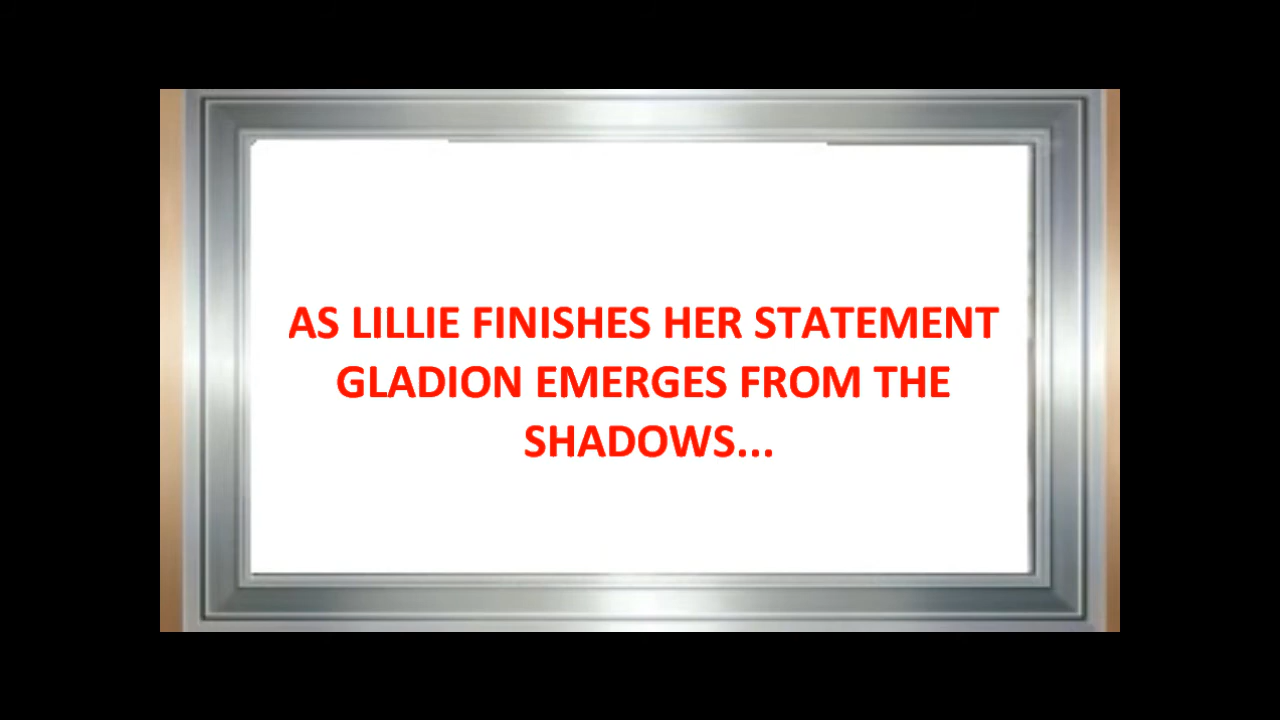 AS LILLIE FINISHES HER STATEMENT
GLADION EMERGES FROM THE
SHADOWS...